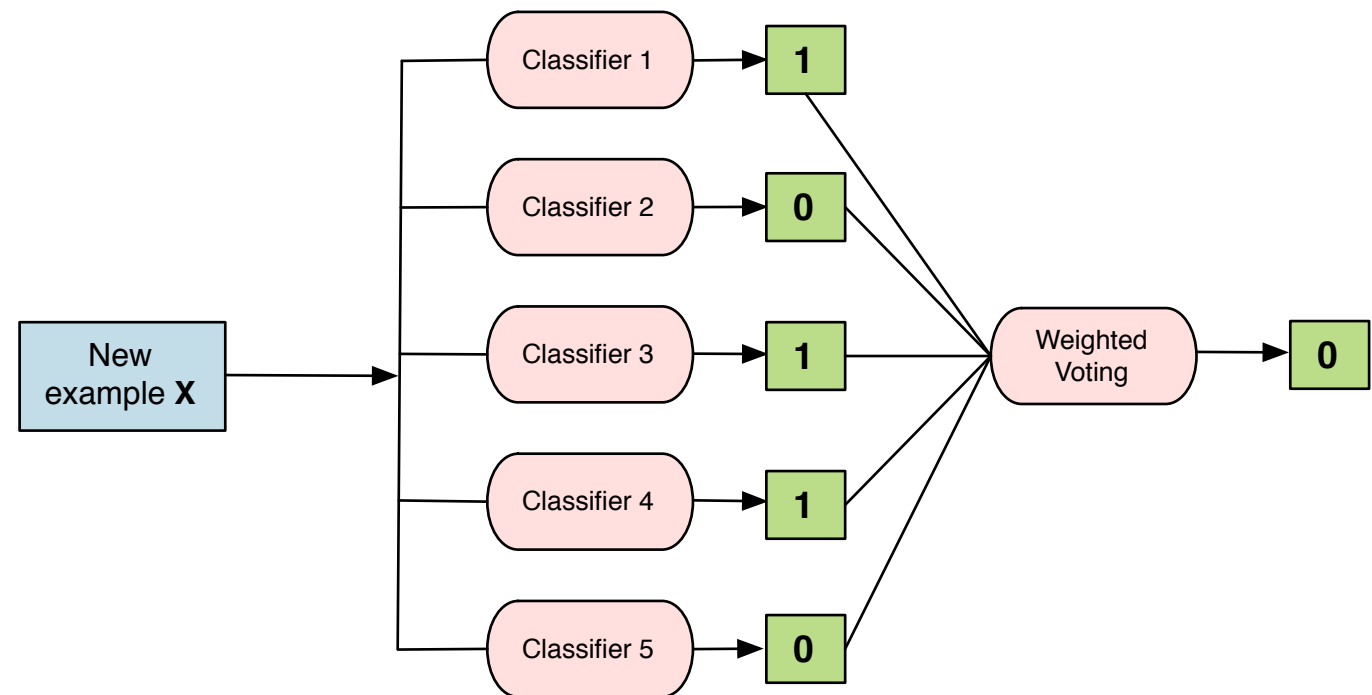 Classifier 1
1
Classifier 2
0
New
example X
Classifier 3
1
Weighted
Voting
0
Classifier 4
1
Classifier 5
0